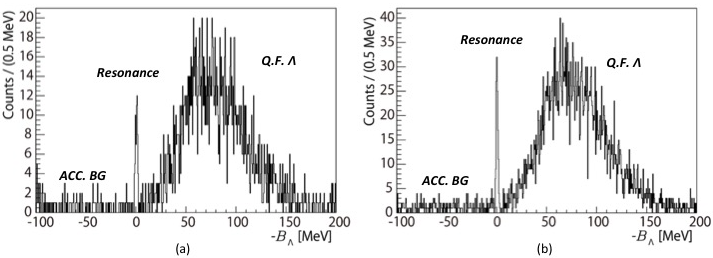 Counts / (0.5 MeV)
20
18
16
14
12
10
8
6
4
2
0
Resonance
Q.F. Λ
ACC. BG
-100 -50 0 50 100 150 200
-BΛ [MeV]
(a)
Counts / (0.5 MeV)
40
35
30
25
20
15
10
5
0
Resonance
Q.F. Λ
ACC. BG
-100 -50 0 50 100 150 200
-BΛ [MeV]
(b)